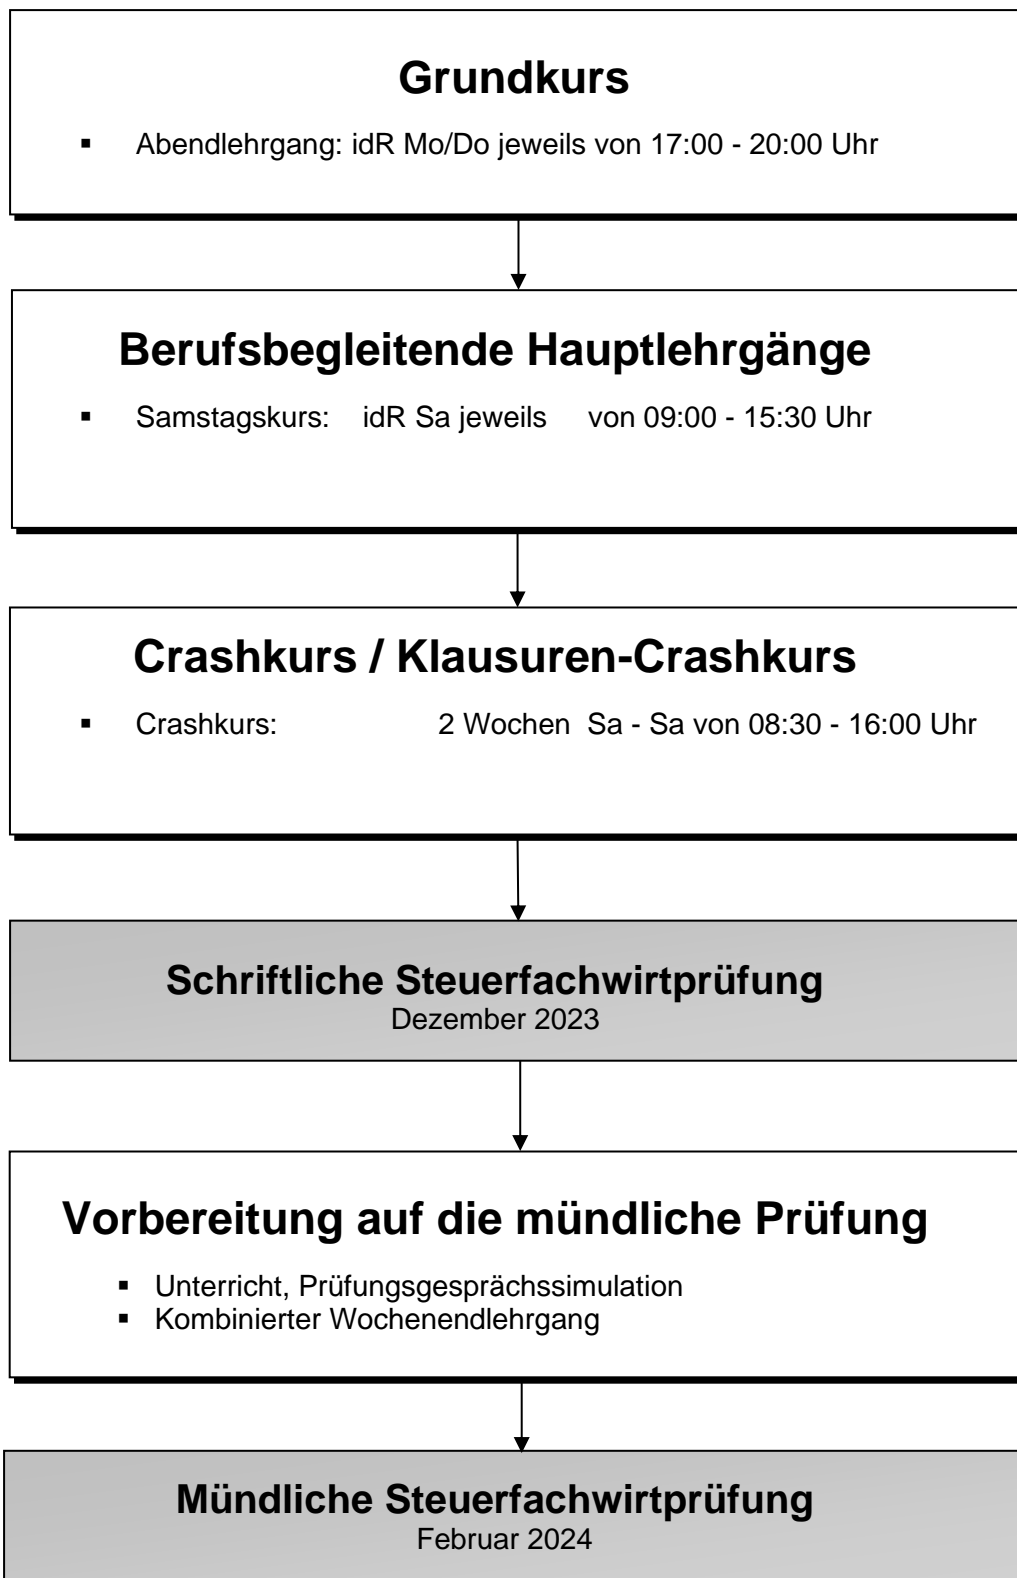 Grundkurs
▪ Abendlehrgang: idR Mo/Do jeweils von 17:00 - 20:00 Uhr
Berufsbegleitende Hauptlehrgänge
▪ Samstagskurs: idR Sa jeweils von 09:00 - 15:30 Uhr
Crashkurs / Klausuren-Crashkurs
▪ Crashkurs: 2 Wochen Sa - Sa von 08:30 - 16:00 Uhr
Schriftliche Steuerfachwirtprüfung
Dezember 2023
Vorbereitung auf die mündliche Prüfung
▪ Unterricht, Prüfungsgesprächssimulation
▪ Kombinierter Wochenendlehrgang
Mündliche Steuerfachwirtprüfung
Februar 2024